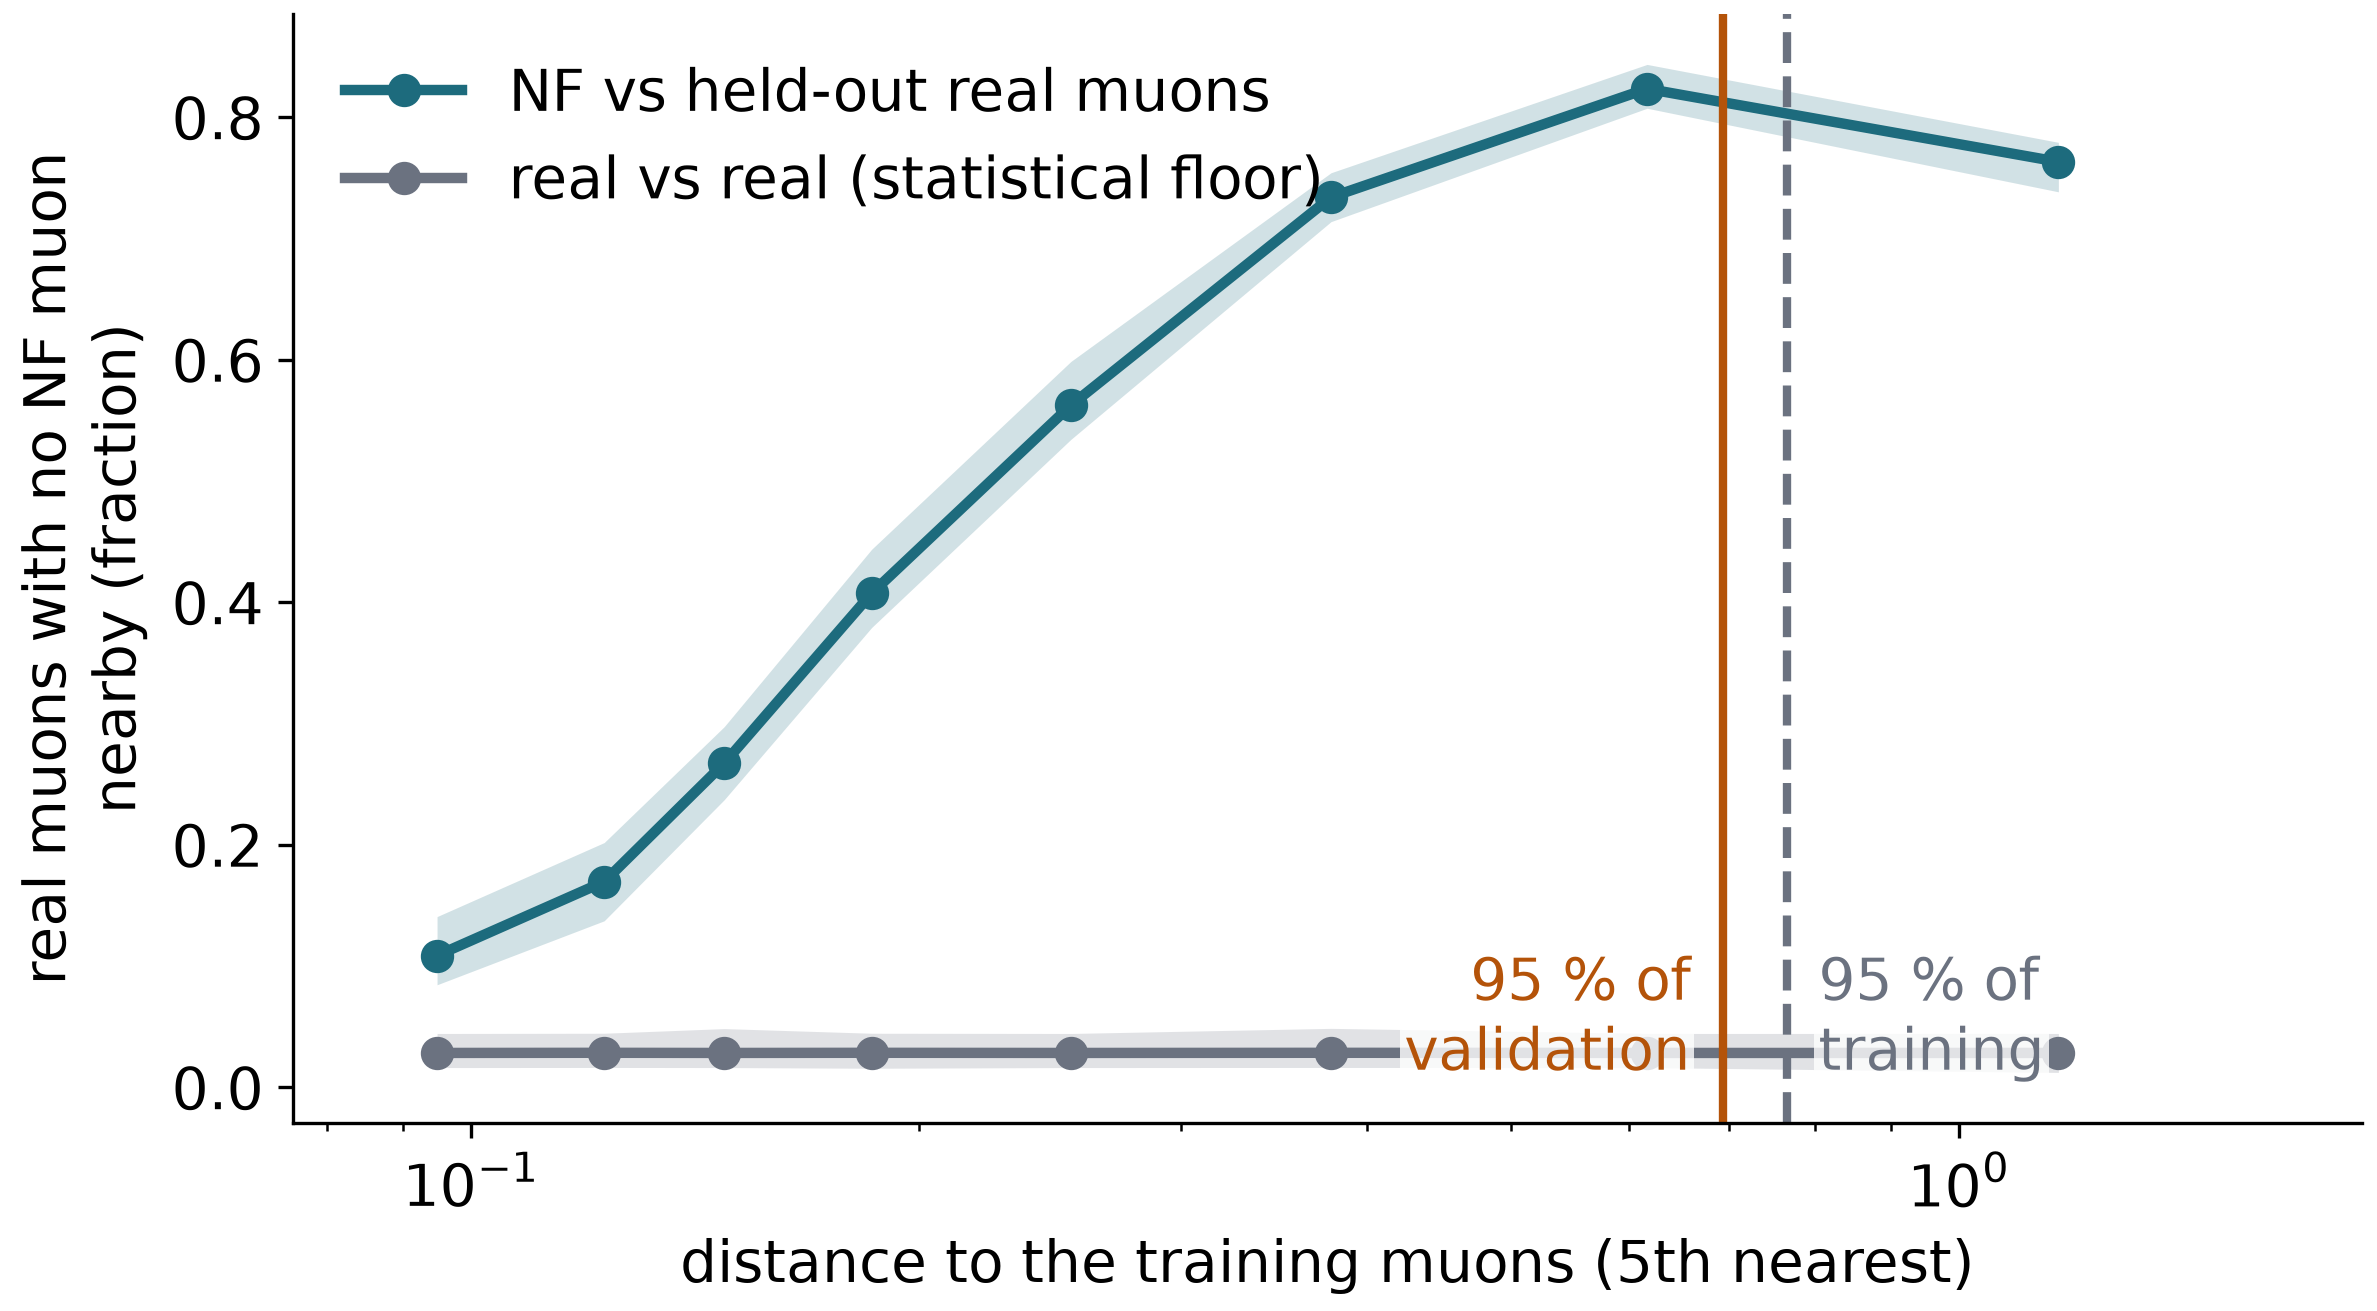 real muons with no NF muon
nearby (fraction)
0.8
0.6
0.4
0.2
0.0
NF vs held-out real muons
real vs real (statistical floor)
95 % of
validation
95 % of
training
10⁻¹
10⁰
distance to the training muons (5th nearest)